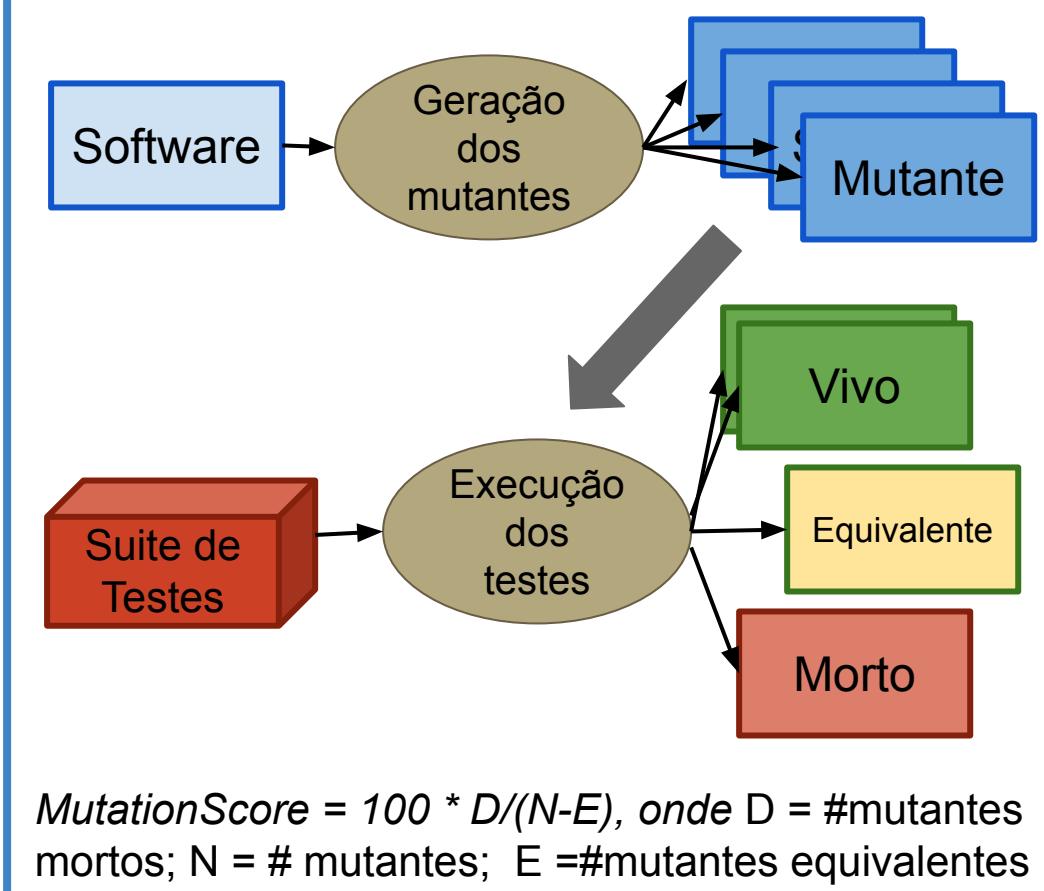 Software
Geração
dos
mutantes
Mutante
Vivo
Execução
dos
testes
Equivalente
Suite de
Testes
Morto
MutationScore = 100 * D/(N-E), onde D = #mutantes
mortos; N = # mutantes;  E =#mutantes equivalentes